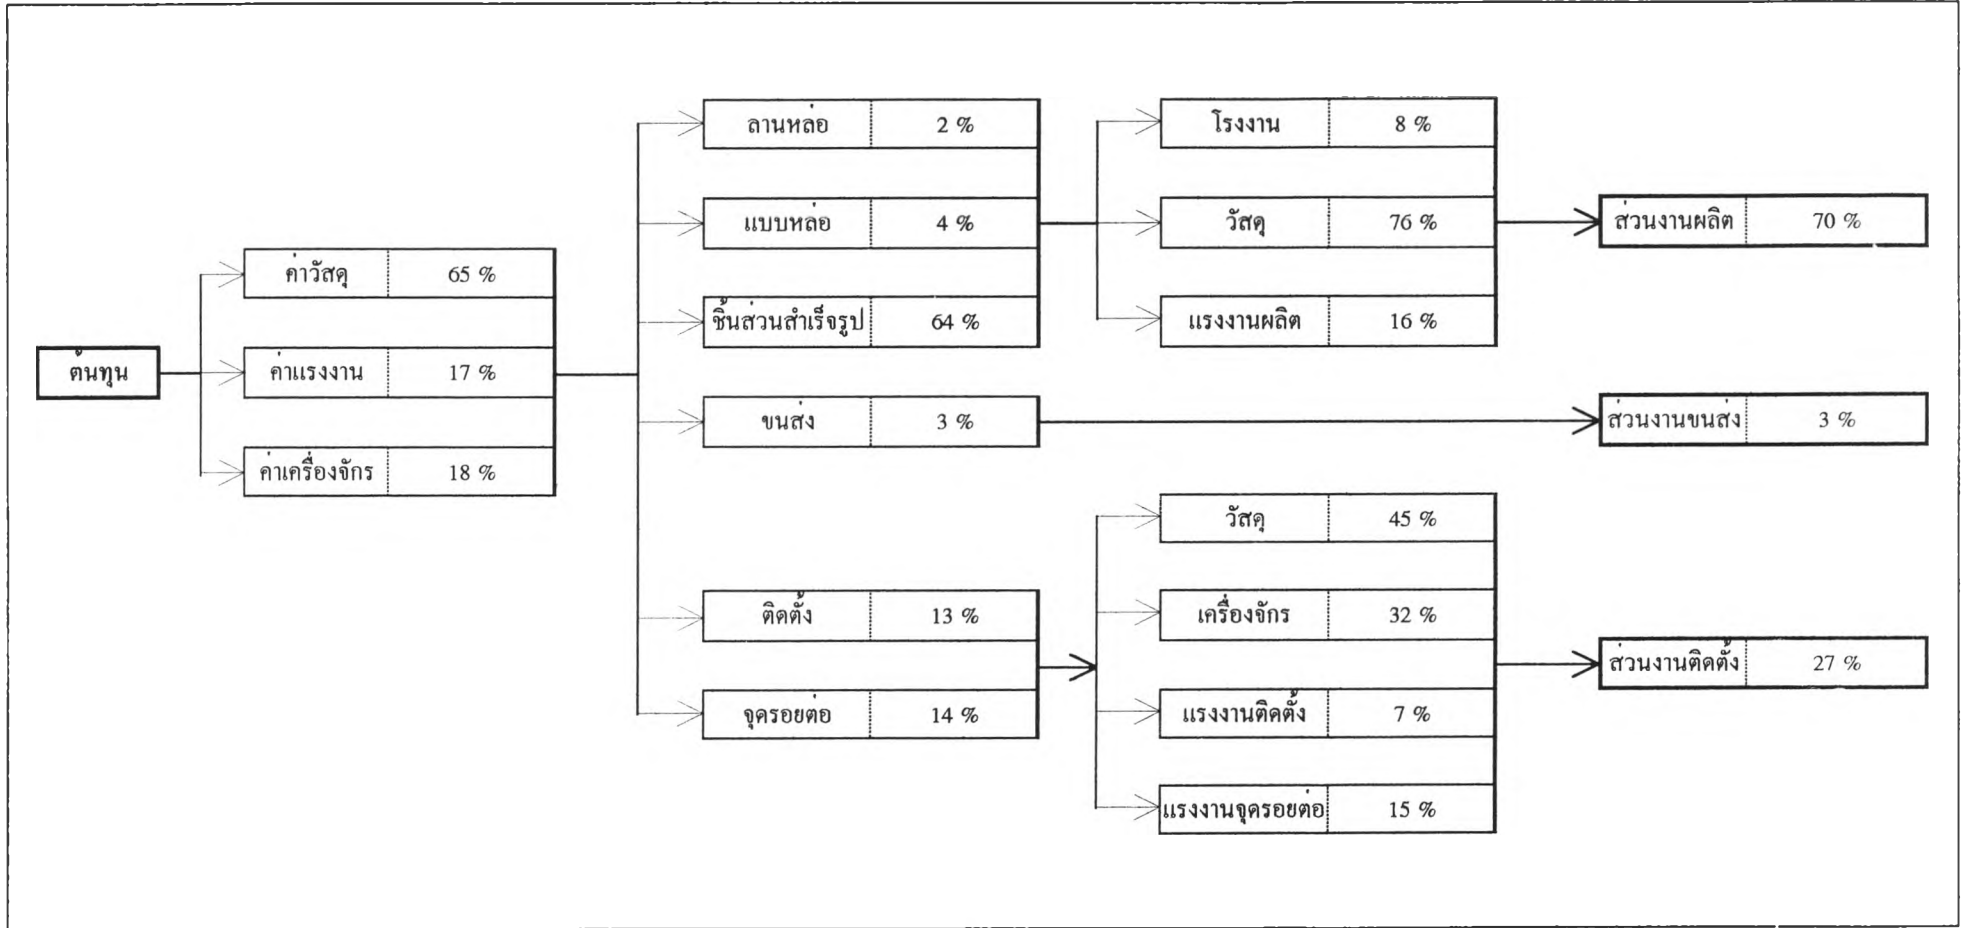 ต้นทุน
ค่าวัสดุ 65 %
ค่าแรงงาน 17 %
ค่าเครื่องจักร 18 %
ลานหล่อ 2 %
แบบหล่อ 4 %
ชิ้นส่วนสำเร็จรูป 64 %
ขนส่ง 3 %
ติดตั้ง 13 %
จุดรอยต่อ 14 %
โรงงาน 8 %
วัสดุ 76 %
แรงงานผลิต 16 %
วัสดุ 45 %
เครื่องจักร 32 %
แรงงานติดตั้ง 7 %
แรงงานจุดรอยต่อ 15 %
ส่วนงานผลิต 70 %
ส่วนงานขนส่ง 3 %
ส่วนงานติดตั้ง 27 %